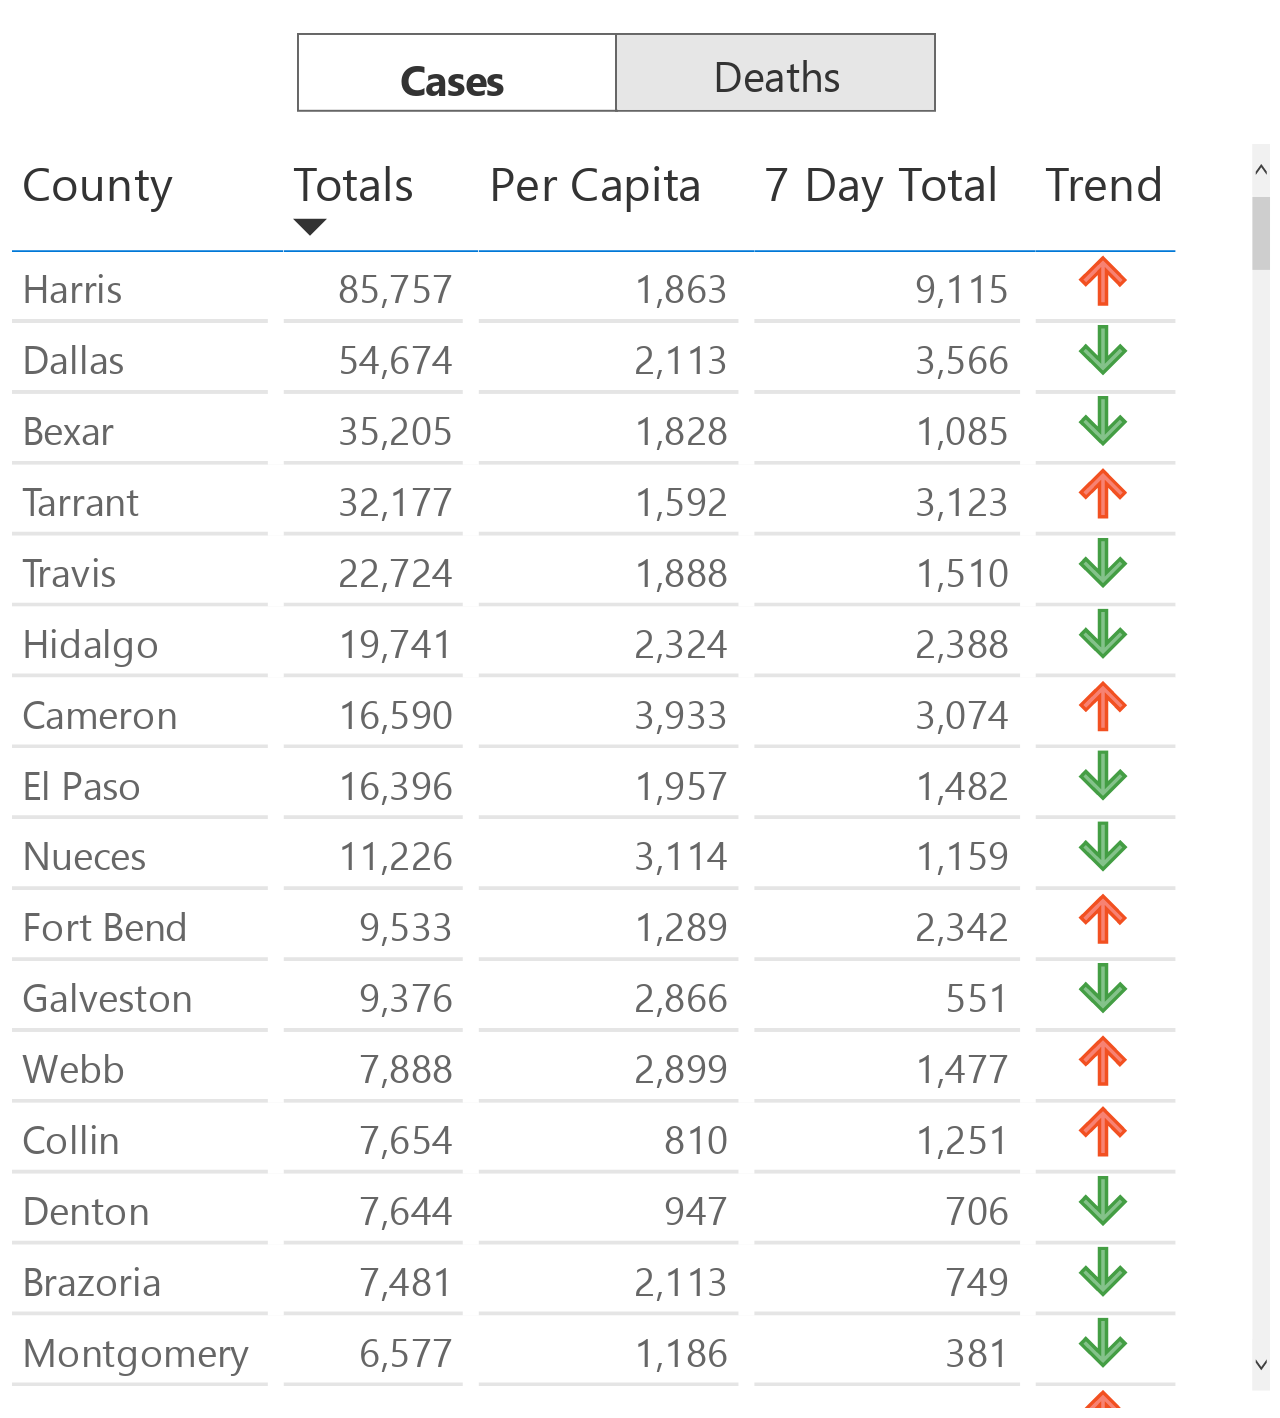 Cases Deaths
County Totals Per Capita 7 Day Total Trend
Harris 85,757 1,863 9,115
Dallas 54,674 2,113 3,566
Bexar 35,205 1,828 1,085
Tarrant 32,177 1,592 3,123
Travis 22,724 1,888 1,510
Hidalgo 19,741 2,324 2,388
Cameron 16,590 3,933 3,074
El Paso 16,396 1,957 1,482
Nueces 11,226 3,114 1,159
Fort Bend 9,533 1,289 2,342
Galveston 9,376 2,866 551
Webb 7,888 2,899 1,477
Collin 7,654 810 1,251
Denton 7,644 947 706
Brazoria 7,481 2,113 749
Montgomery 6,577 1,186 381